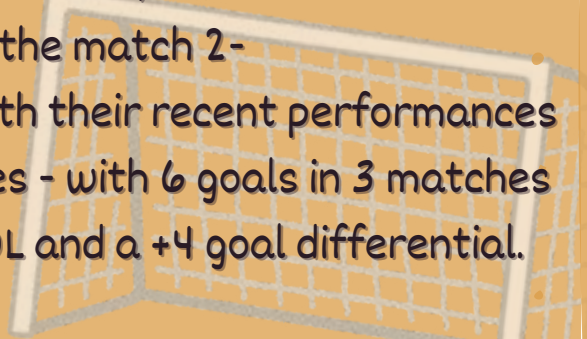 the match 2-
th their recent performances
es - with 6 goals in 3 matches
L and a +4 goal differential.